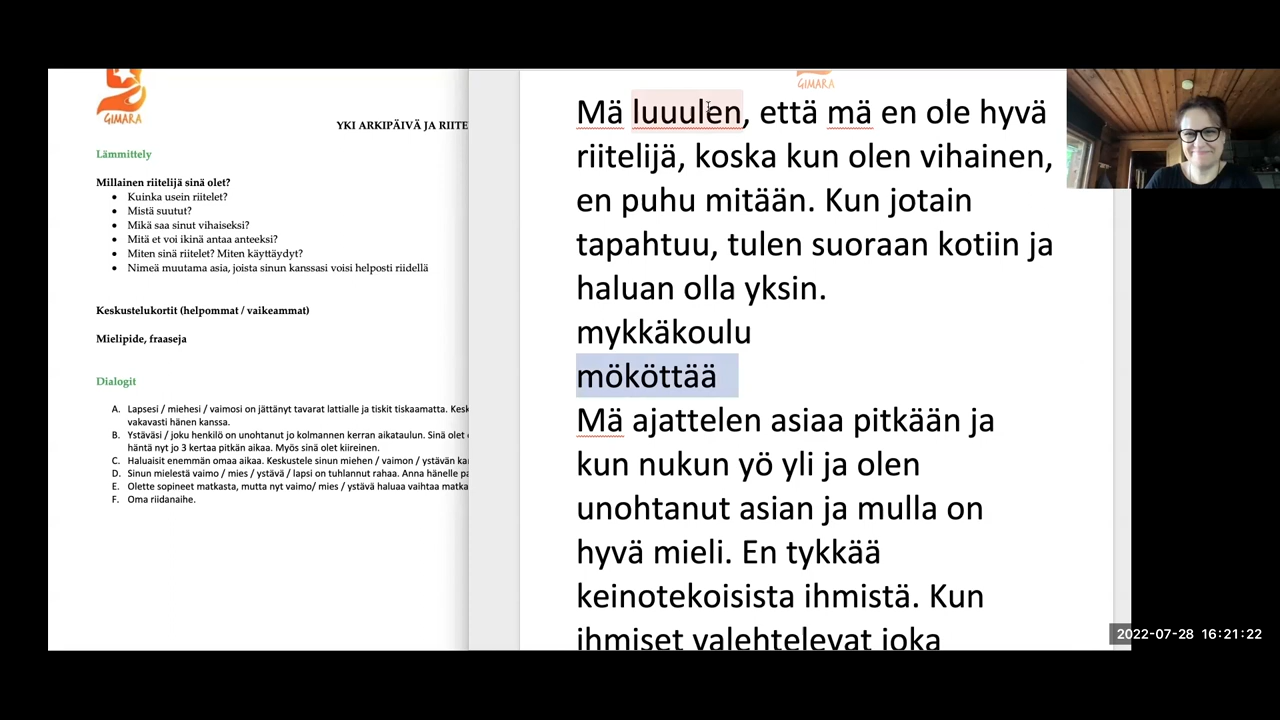 GIMARA
YKI ARKIPÄIVÄ JA RIITE
Lämmittely
Millainen riitelijä sinä olet?
• Kuinka usein riitelet?
• Mistä suutut?
• Mikä saa sinut vihaiseksi?
• Mitä et voi ikinä antaa anteeksi?
• Miten sinä riitelet? Miten käyttäydyt?
• Nimeä muutama asia, joista sinun kanssasi voisi helposti riidellä
Keskustelukortit (helpommat / vaikeammat)
Mielipide, fraaseja
Dialogit
A. Lapsesi / miehesi / vaimosi on jättänyt tavarat lattialle ja tiskit tiskaamatta. Kesk
vakavasti hänen kanssa.
B. Ystäväsi / joku henkilö on unohtanut jo kolmannen kerran aikataulun. Sinä olet
häntä nyt jo 3 kertaa pitkän aikaa. Myös sinä olet kiireinen.
C. Haluaisit enemmän omaa aikaa. Keskustele sinun miehen / vaimon / ystävän ka
D. Sinun mielestä vaimo / mies / ystävä / lapsi on tuhlannut rahaa. Anna hänelle pa
E. Olette sopineet matkasta, mutta nyt vaimo/ mies / ystävä haluaa vaihtaa matka
F. Oma riidanaihe.
GIMARA
Mä luuulen, että mä en ole hyvä
riitelijä, koska kun olen vihainen,
en puhu mitään. Kun jotain
tapahtuu, tulen suoraan kotiin ja
haluan olla yksin.
mykkäkoulu
mököttää
Mä ajattelen asiaa pitkään ja
kun nukun yö yli ja olen
unohtanut asian ja mulla on
hyvä mieli. En tykkää
keinotekoisista ihmistä. Kun
ihmiset valehtelevat joka
2022-07-28 16:21:22